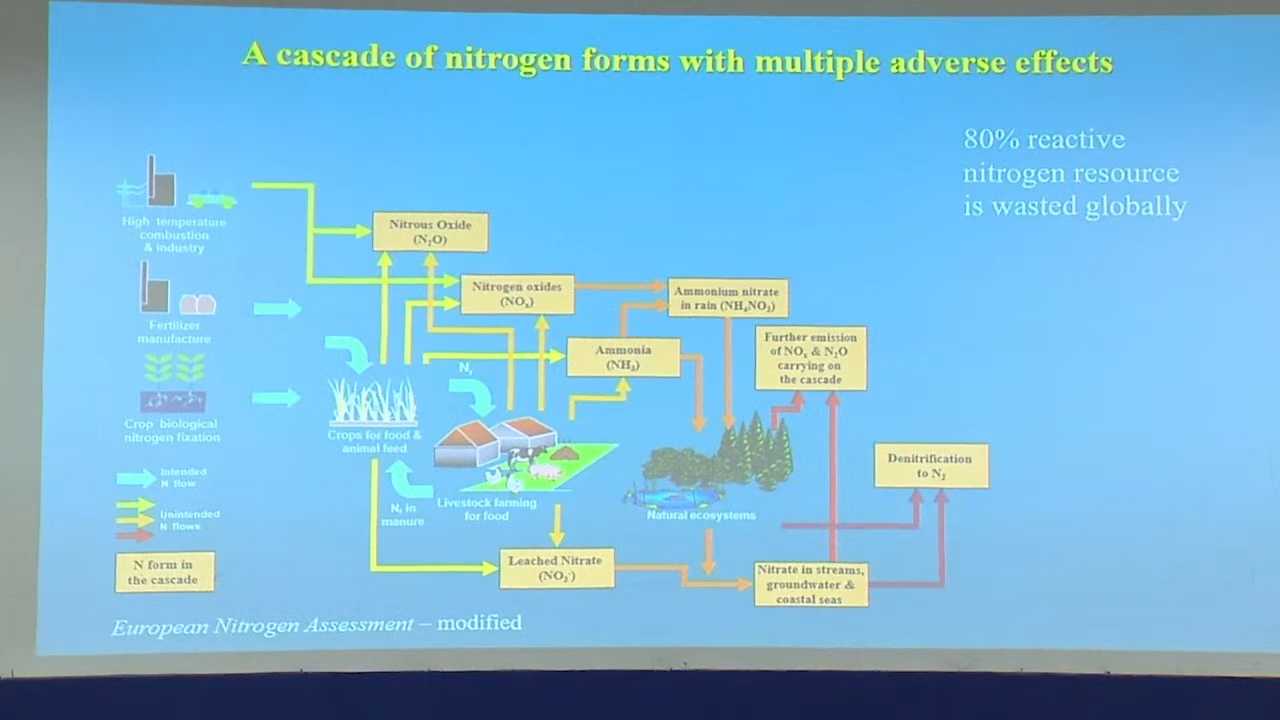 A cascade of nitrogen forms with multiple adverse effects
80% reactive
nitrogen resource
is wasted globally
High temperature
combustion
& industry
Nitrous Oxide
(N₂O)
Nitrogen oxides
(NOₓ)
Ammonium nitrate
in rain (NH₄NO₃)
Fertilizer
manufacture
Ammonia
(NH₃)
Further emission
of NOₓ & N₂O
carrying on
the cascade
Nᵣ
Crop biological
nitrogen fixation
Crops for food &
animal feed
Denitrification
to N₂
Intended
N flow
Unintended
N flows
Nᵣ in
manure
Livestock farming
for food
Natural ecosystems
N form in
the cascade
Leached Nitrate
(NO₃⁻)
Nitrate in streams,
groundwater &
coastal seas
European Nitrogen Assessment – modified